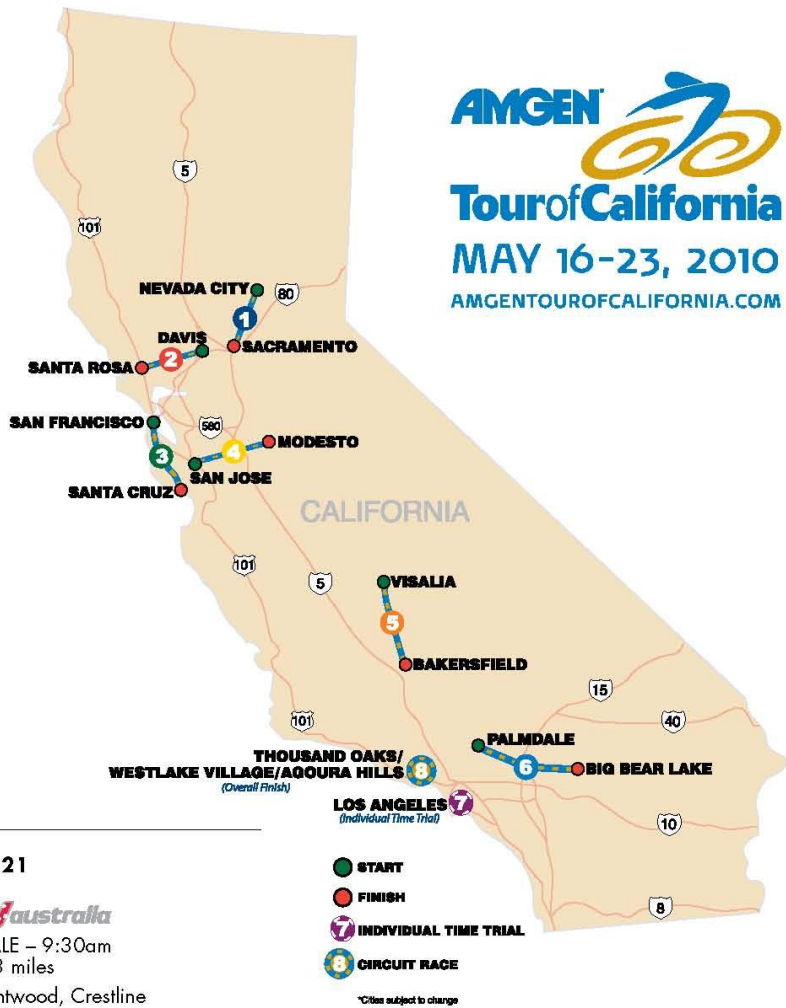 AMGEN
TourofCalifornia
MAY 16-23, 2010
AMGENTOUROFCALIFORNIA.COM
5
101
NEVADA CITY
80
1
DAVIS
SACRAMENTO
2
SANTA ROSA
SAN FRANCISCO
580
MODESTO
4
3
SAN JOSE
SANTA CRUZ
CALIFORNIA
101
5
VISALIA
5
BAKERSFIELD
15
101
40
PALMDALE
THOUSAND OAKS/
WESTLAKE VILLAGE/AGOURA HILLS
8
6
BIG BEAR LAKE
(Overall Finish)
LOS ANGELES
7
(Individual Time Trial)
10
21
START
FINISH
8
australia
7 INDIVIDUAL TIME TRIAL
LE – 9:30am
8 CIRCUIT RACE
miles
ntwood, Crestline
*Cities subject to change